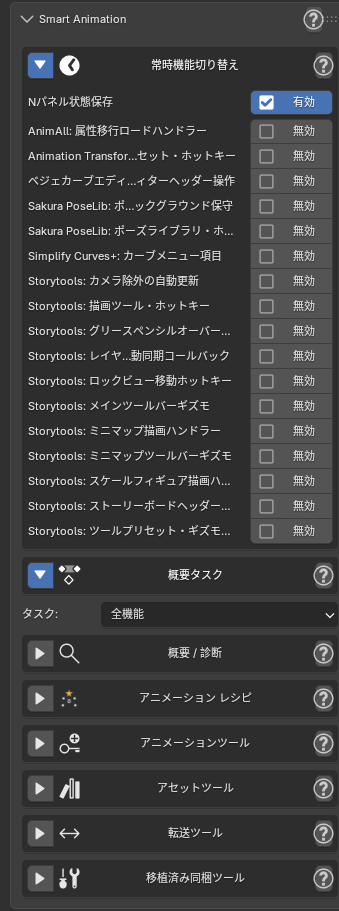 Smart Animation
常時機能切り替え
Nパネル状態保存
有効
AnimAll: 属性移行ロードハンドラー
無効
Animation Transfor...セット・ホットキー
無効
ベジェカーブエディ...ィターヘッダー操作
無効
Sakura PoseLib: ポ...ックグラウンド保守
無効
Sakura PoseLib: ポーズライブラリ・ホ...
無効
Simplify Curves+: カーブメニュー項目
無効
Storytools: カメラ除外の自動更新
無効
Storytools: 描画ツール・ホットキー
無効
Storytools: グリースペンシルオーバー...
無効
Storytools: レイヤ...動同期コールバック
無効
Storytools: ロックビュー移動ホットキー
無効
Storytools: メインツールバーギズモ
無効
Storytools: ミニマップ描画ハンドラー
無効
Storytools: ミニマップツールバーギズモ
無効
Storytools: スケールフィギュア描画ハ...
無効
Storytools: ストーリーボードヘッダー...
無効
Storytools: ツールプリセット・ギズモ...
無効
概要タスク
タスク:
全機能
概要 / 診断
アニメーション レシピ
アニメーションツール
アセットツール
転送ツール
移植済み同梱ツール